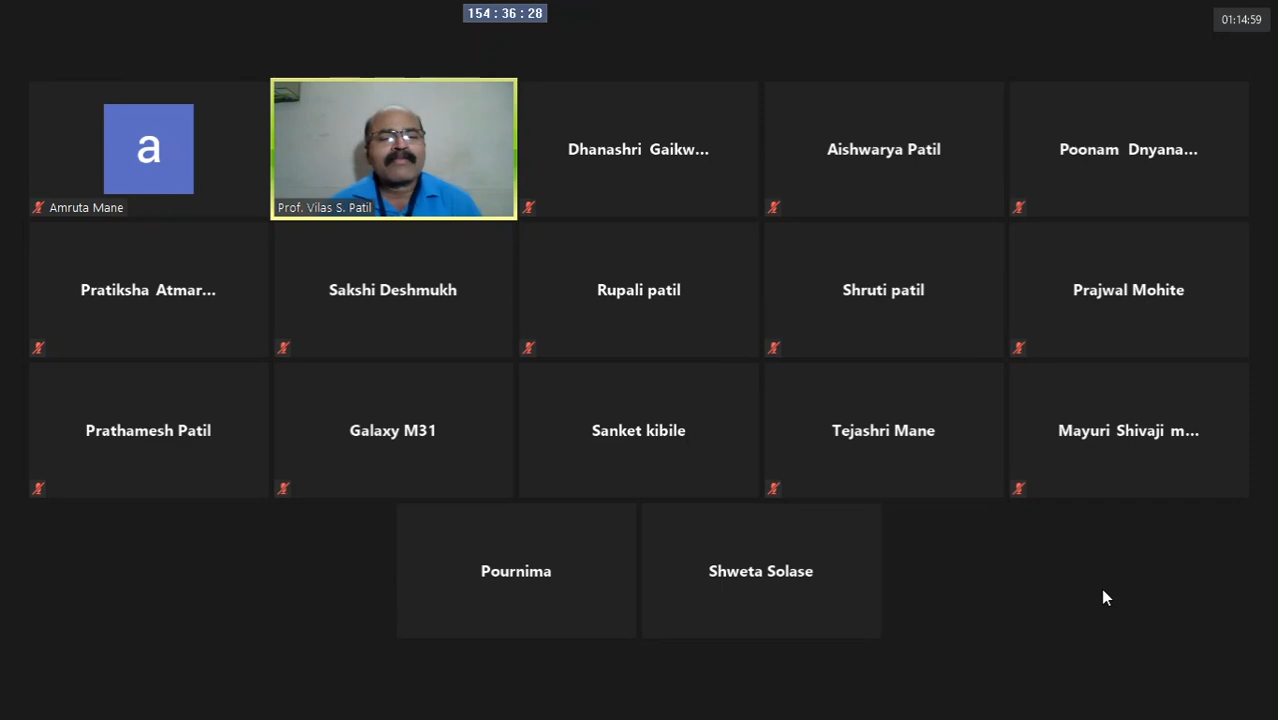 154:36:28
01:14:59
a
Amruta Mane
Prof. Vilas S. Patil
Dhanashri Gaikw...
Aishwarya Patil
Poonam Dnyana...
Pratiksha Atmar...
Sakshi Deshmukh
Rupali patil
Shruti patil
Prajwal Mohite
Prathamesh Patil
Galaxy M31
Sanket kibile
Tejashri Mane
Mayuri Shivaji m...
Pournima
Shweta Solase